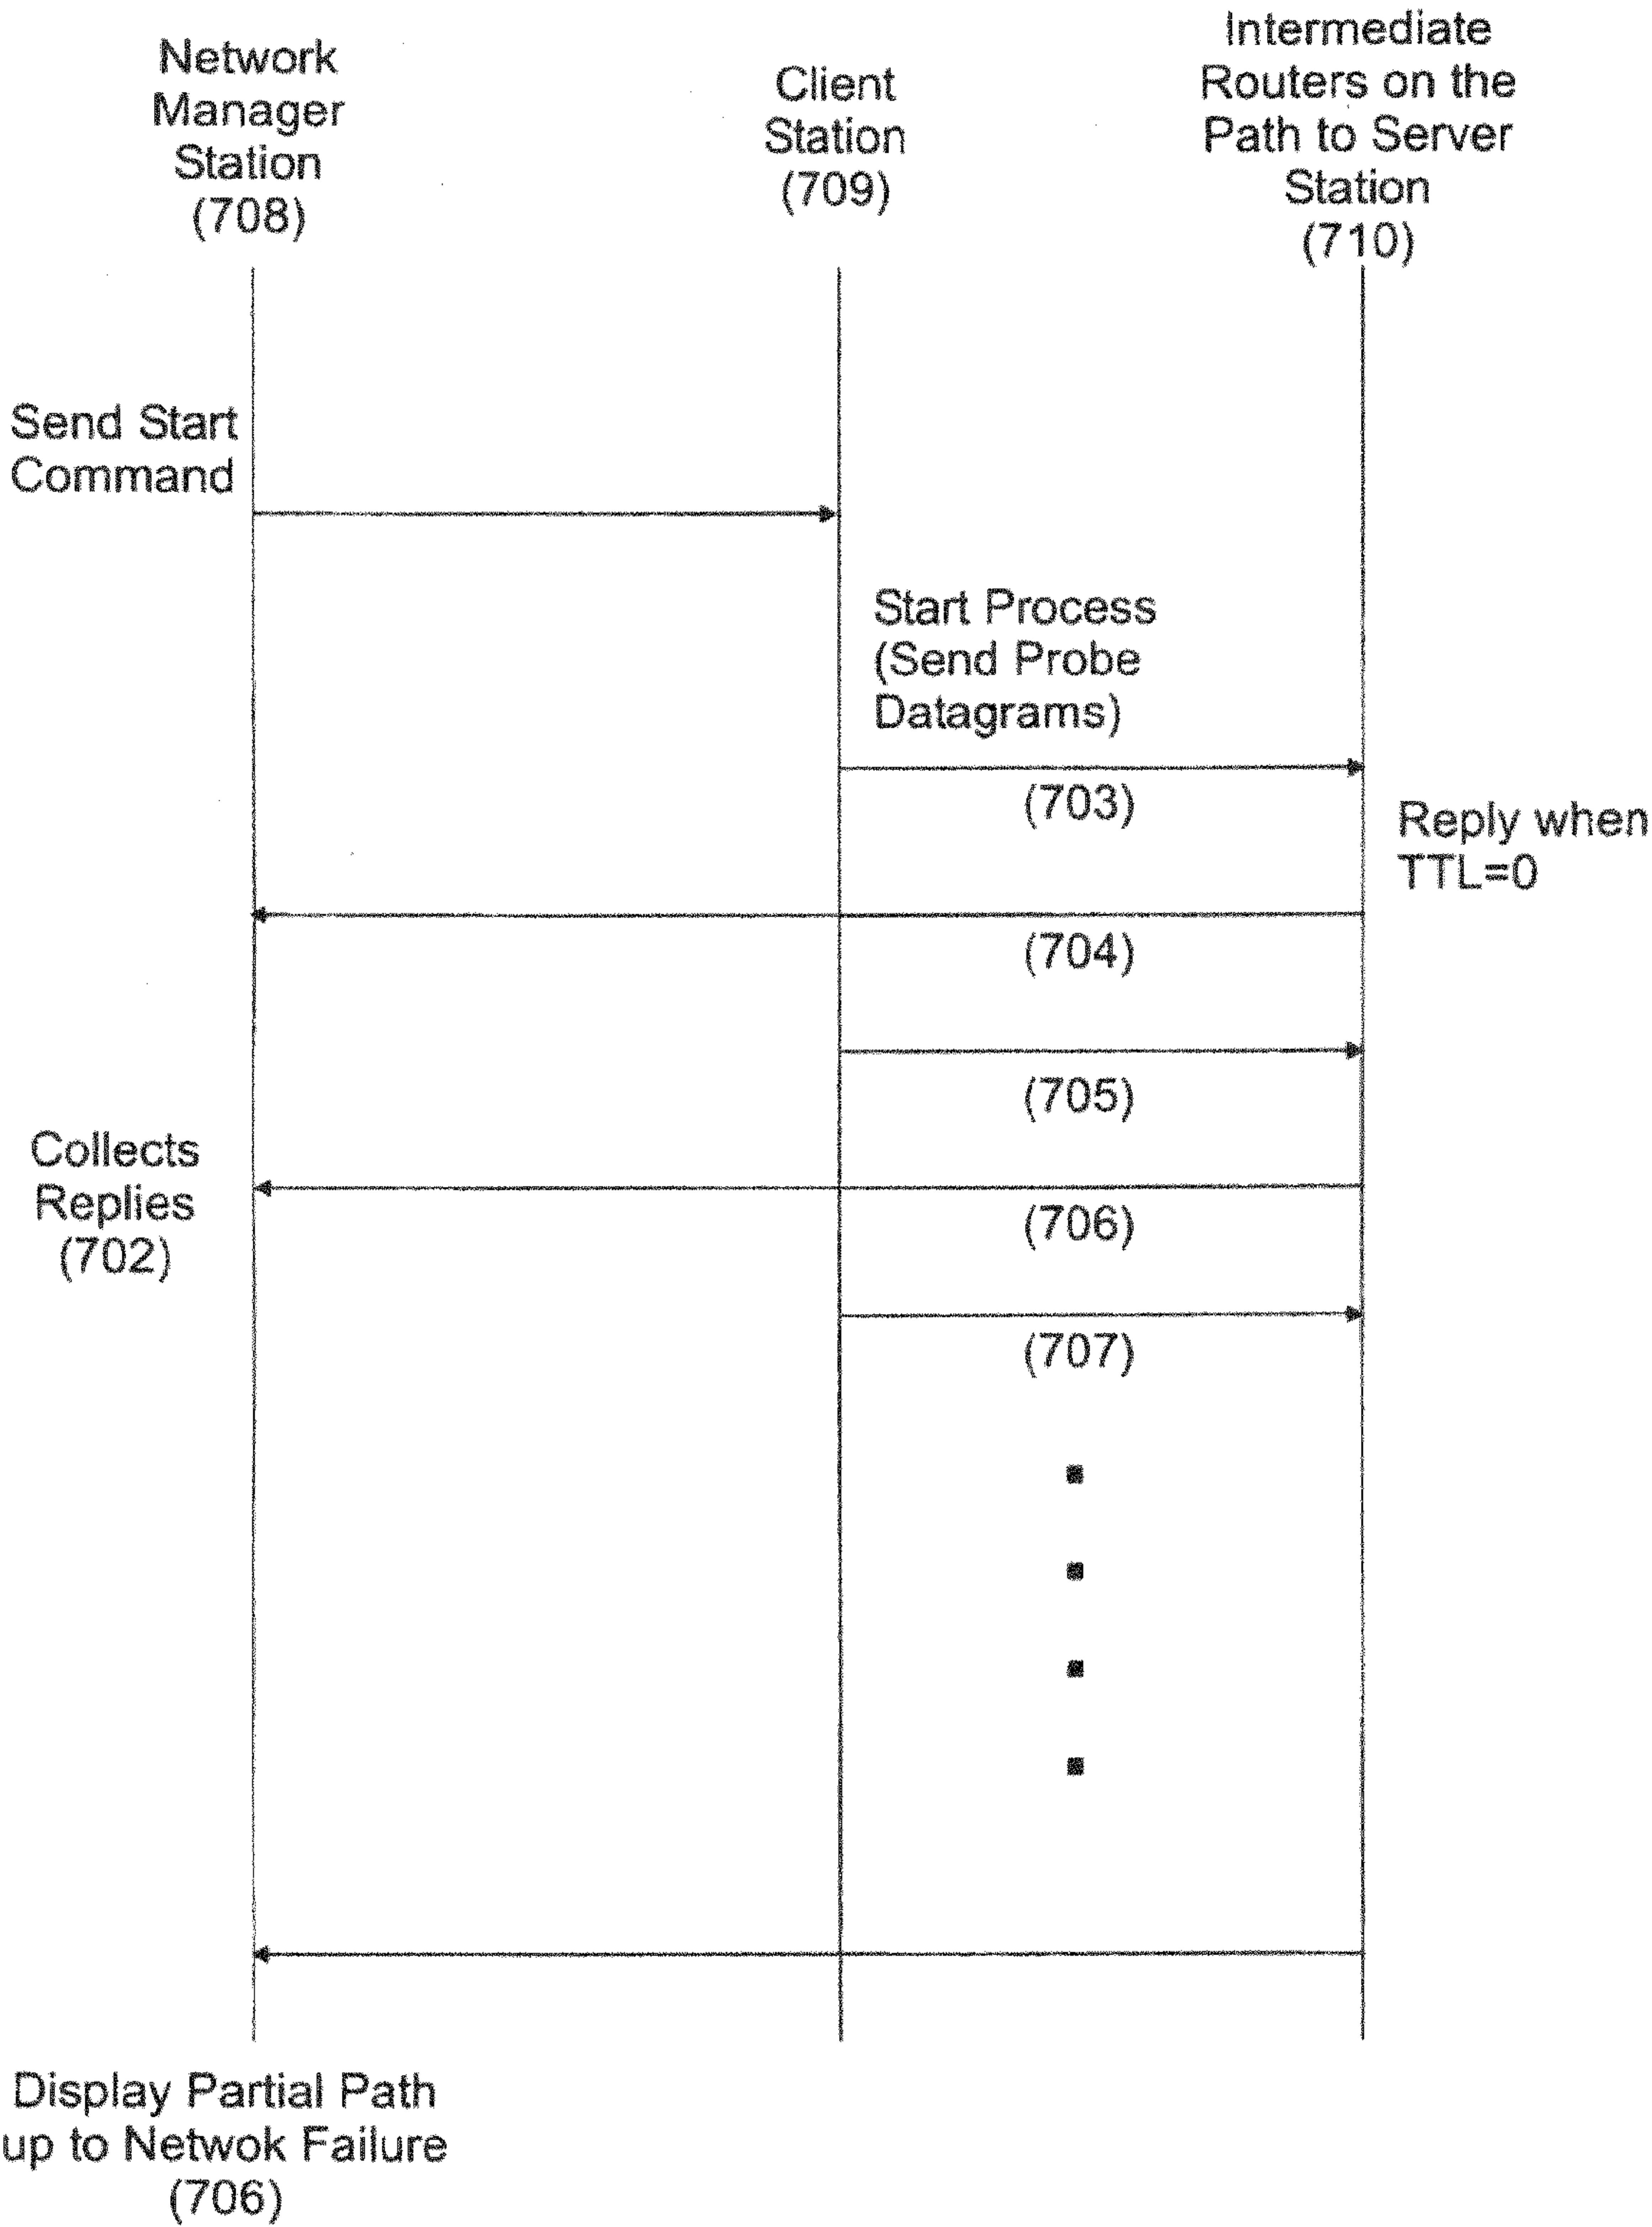 Network
Manager
Station
(708)
Client
Station
(709)
Intermediate
Routers on the
Path to Server
Station
(710)
Send Start
Command
Start Process
(Send Probe
Datagrams)
(703)
Reply when
TTL=0
(704)
(705)
Collects
Replies
(702)
(706)
(707)
Display Partial Path
up to Netwok Failure
(706)